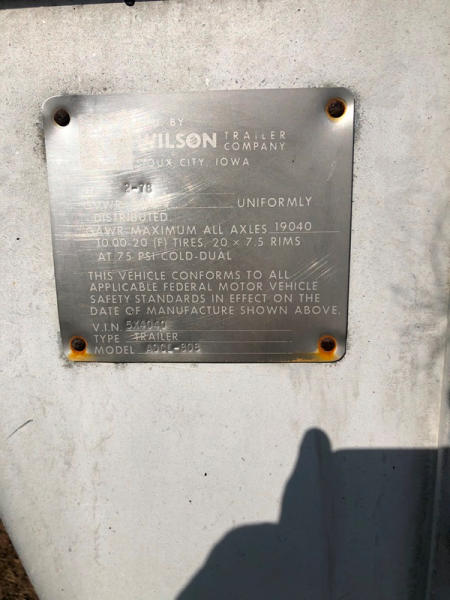 BY
WILSON TRAILER COMPANY
SIOUX CITY, IOWA
2-78
UNIFORMLY
DISTRIBUTED.
GAWR MAXIMUM ALL AXLES 19040
10.00-20 (F) TIRES, 20 × 7.5 RIMS
AT 75 PSI COLD-DUAL
THIS VEHICLE CONFORMS TO ALL
APPLICABLE FEDERAL MOTOR VEHICLE
SAFETY STANDARDS IN EFFECT ON THE
DATE OF MANUFACTURE SHOWN ABOVE.
V.I.N. 5X4040
TYPE TRAILER
MODEL